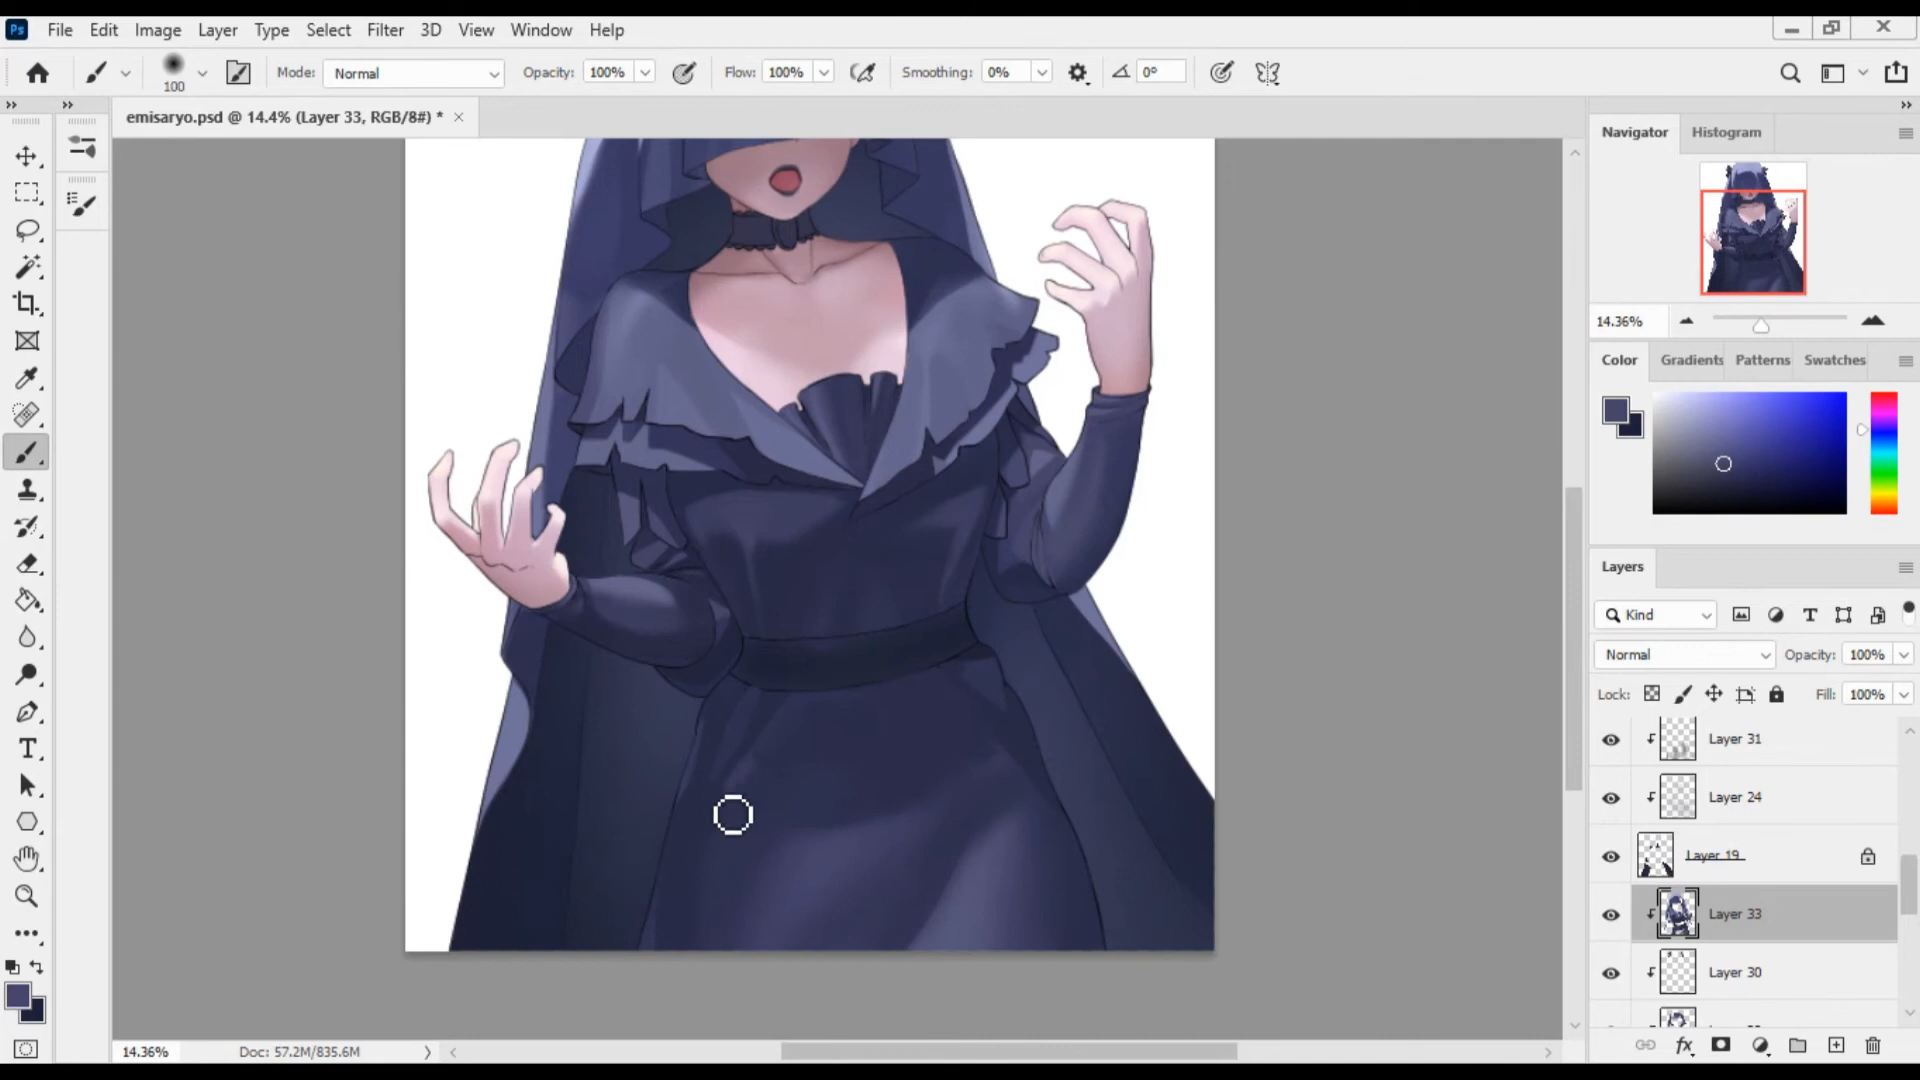 Ps File Edit Image Layer Type Select Filter 3D View Window Help
100 Mode: Normal Opacity: 100% Flow: 100% Smoothing: 0% 0°
emisaryo.psd @ 14.4% (Layer 33, RGB/8#) * ×
Navigator Histogram
14.36%
Color Gradients Patterns Swatches
Layers
Kind
Normal Opacity: 100%
Lock: Fill: 100%
Layer 31
Layer 24
Layer 19
Layer 33
Layer 30
14.36% Doc: 57.2M/835.6M